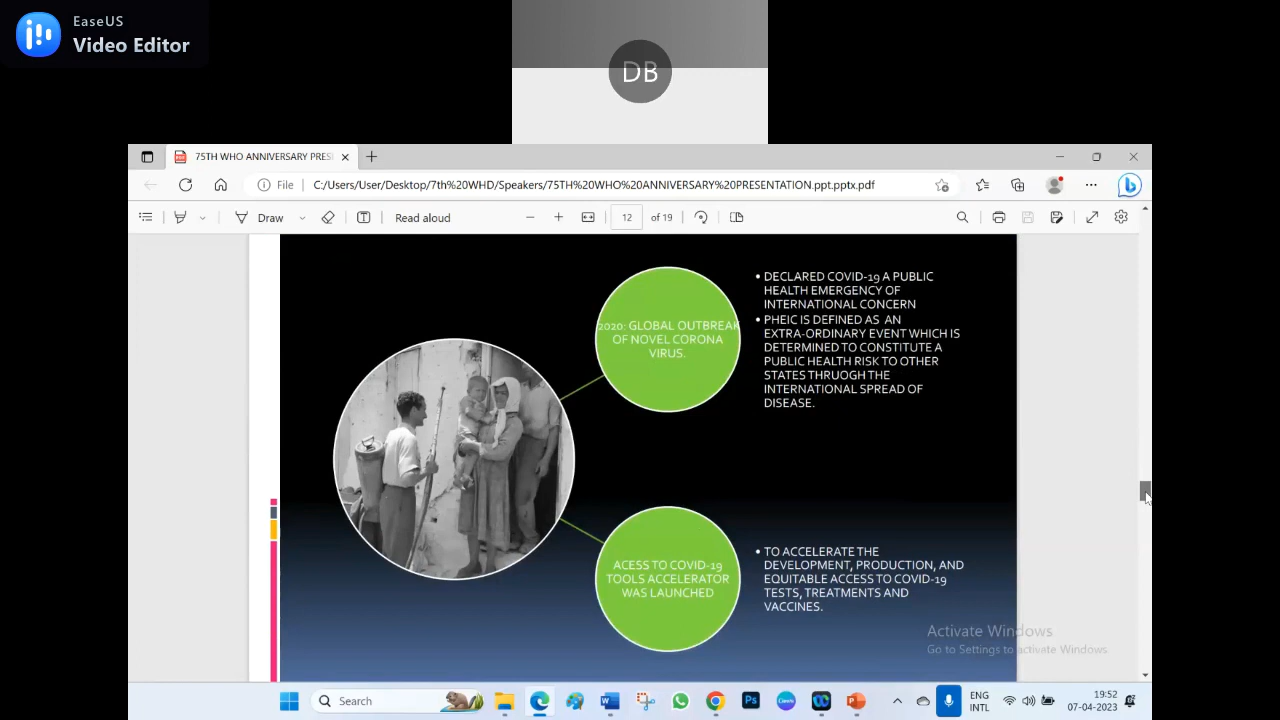 EaseUS
Video Editor
DB
75TH WHO ANNIVERSARY PRES
File
C:/Users/User/Desktop/7th%20WHD/Speakers/75TH%20WHO%20ANNIVERSARY%20PRESENTATION.ppt.pptx.pdf
Draw
Read aloud
12
of 19
2020: GLOBAL OUTBREAK
OF NOVEL CORONA
VIRUS.
• DECLARED COVID-19 A PUBLIC
HEALTH EMERGENCY OF
INTERNATIONAL CONCERN
• PHEIC IS DEFINED AS AN
EXTRA-ORDINARY EVENT WHICH IS
DETERMINED TO CONSTITUTE A
PUBLIC HEALTH RISK TO OTHER
STATES THRUOGH THE
INTERNATIONAL SPREAD OF
DISEASE.
ACESS TO COVID-19
TOOLS ACCELERATOR
WAS LAUNCHED
• TO ACCELERATE THE
DEVELOPMENT, PRODUCTION, AND
EQUITABLE ACCESS TO COVID-19
TESTS, TREATMENTS AND
VACCINES.
Activate Windows
Go to Settings to activate Windows.
Search
W
Ps
Canva
P
ENG
INTL
19:52
07-04-2023